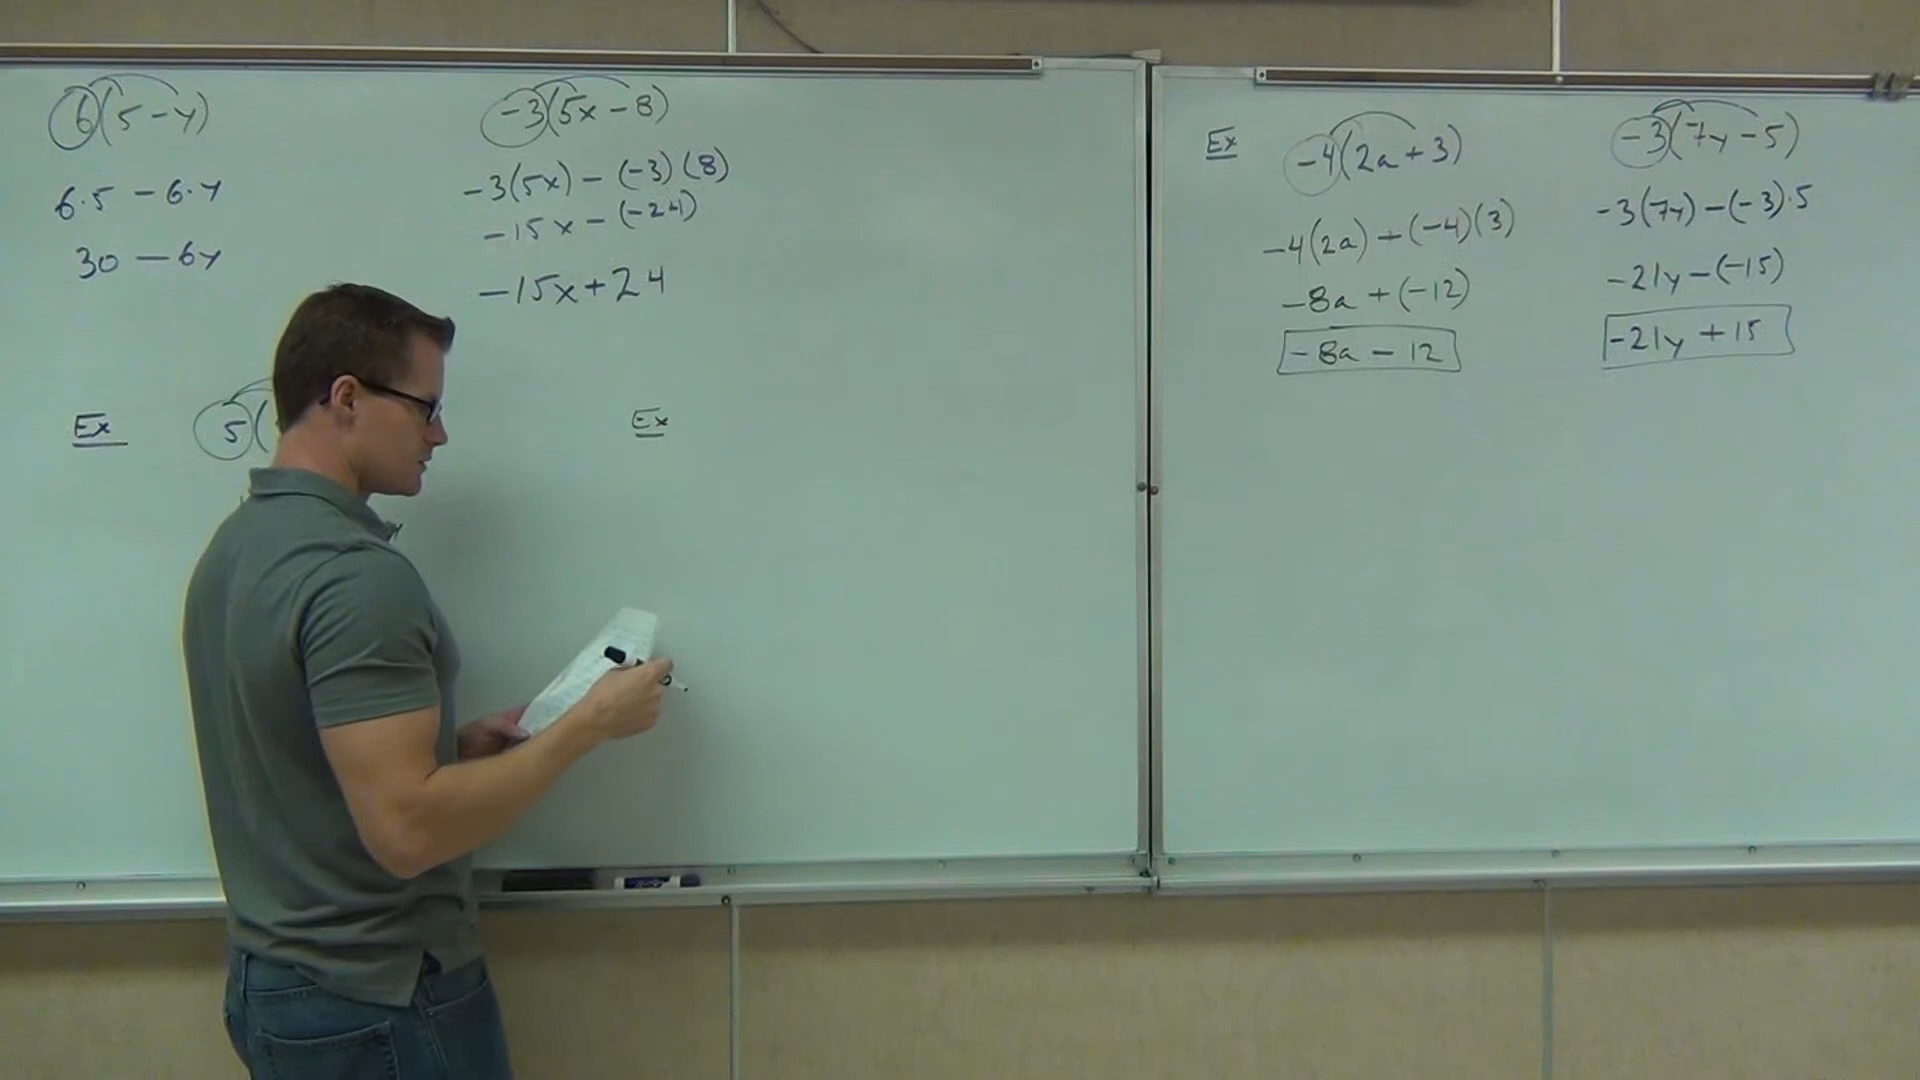 6(5-y)
6·5 - 6·y
30 - 6y
-3(5x-8)
-3(5x) - (-3)(8)
-15x - (-24)
-15x+24
Ex
5(
Ex
Ex
-4(2a+3)
-4(2a) + (-4)(3)
-8a + (-12)
-8a - 12
-3(7y-5)
-3(7y) - (-3)·5
-21y - (-15)
-21y + 15